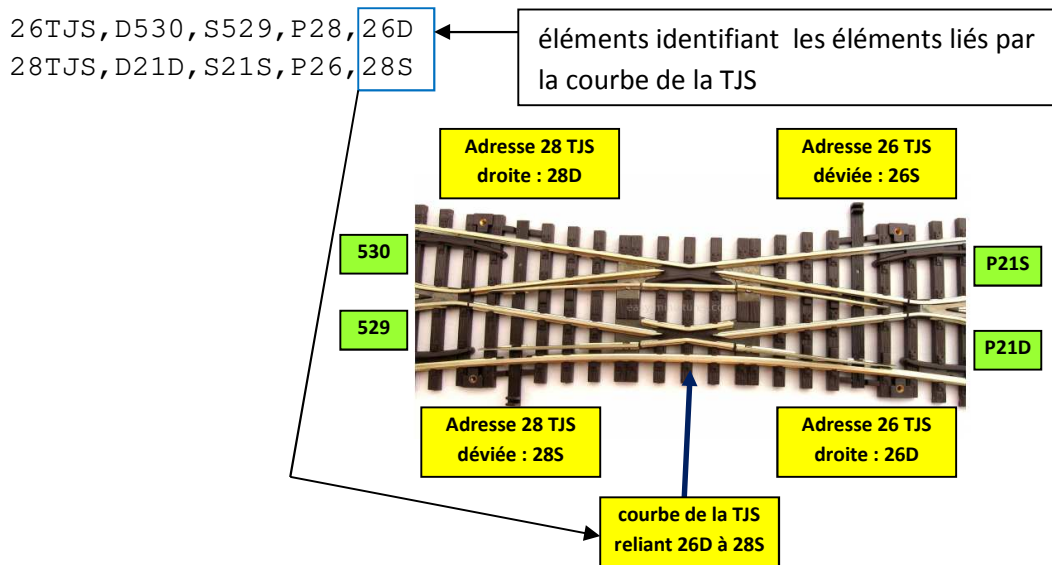 26TJS,D530,S529,P28,26D
28TJS,D21D,S21S,P26,28S
éléments identifiant les éléments liés par
la courbe de la TJS
Adresse 28 TJS
droite : 28D
Adresse 26 TJS
déviée : 26S
530
P21S
529
P21D
Adresse 28 TJS
déviée : 28S
Adresse 26 TJS
droite : 26D
courbe de la TJS
reliant 26D à 28S